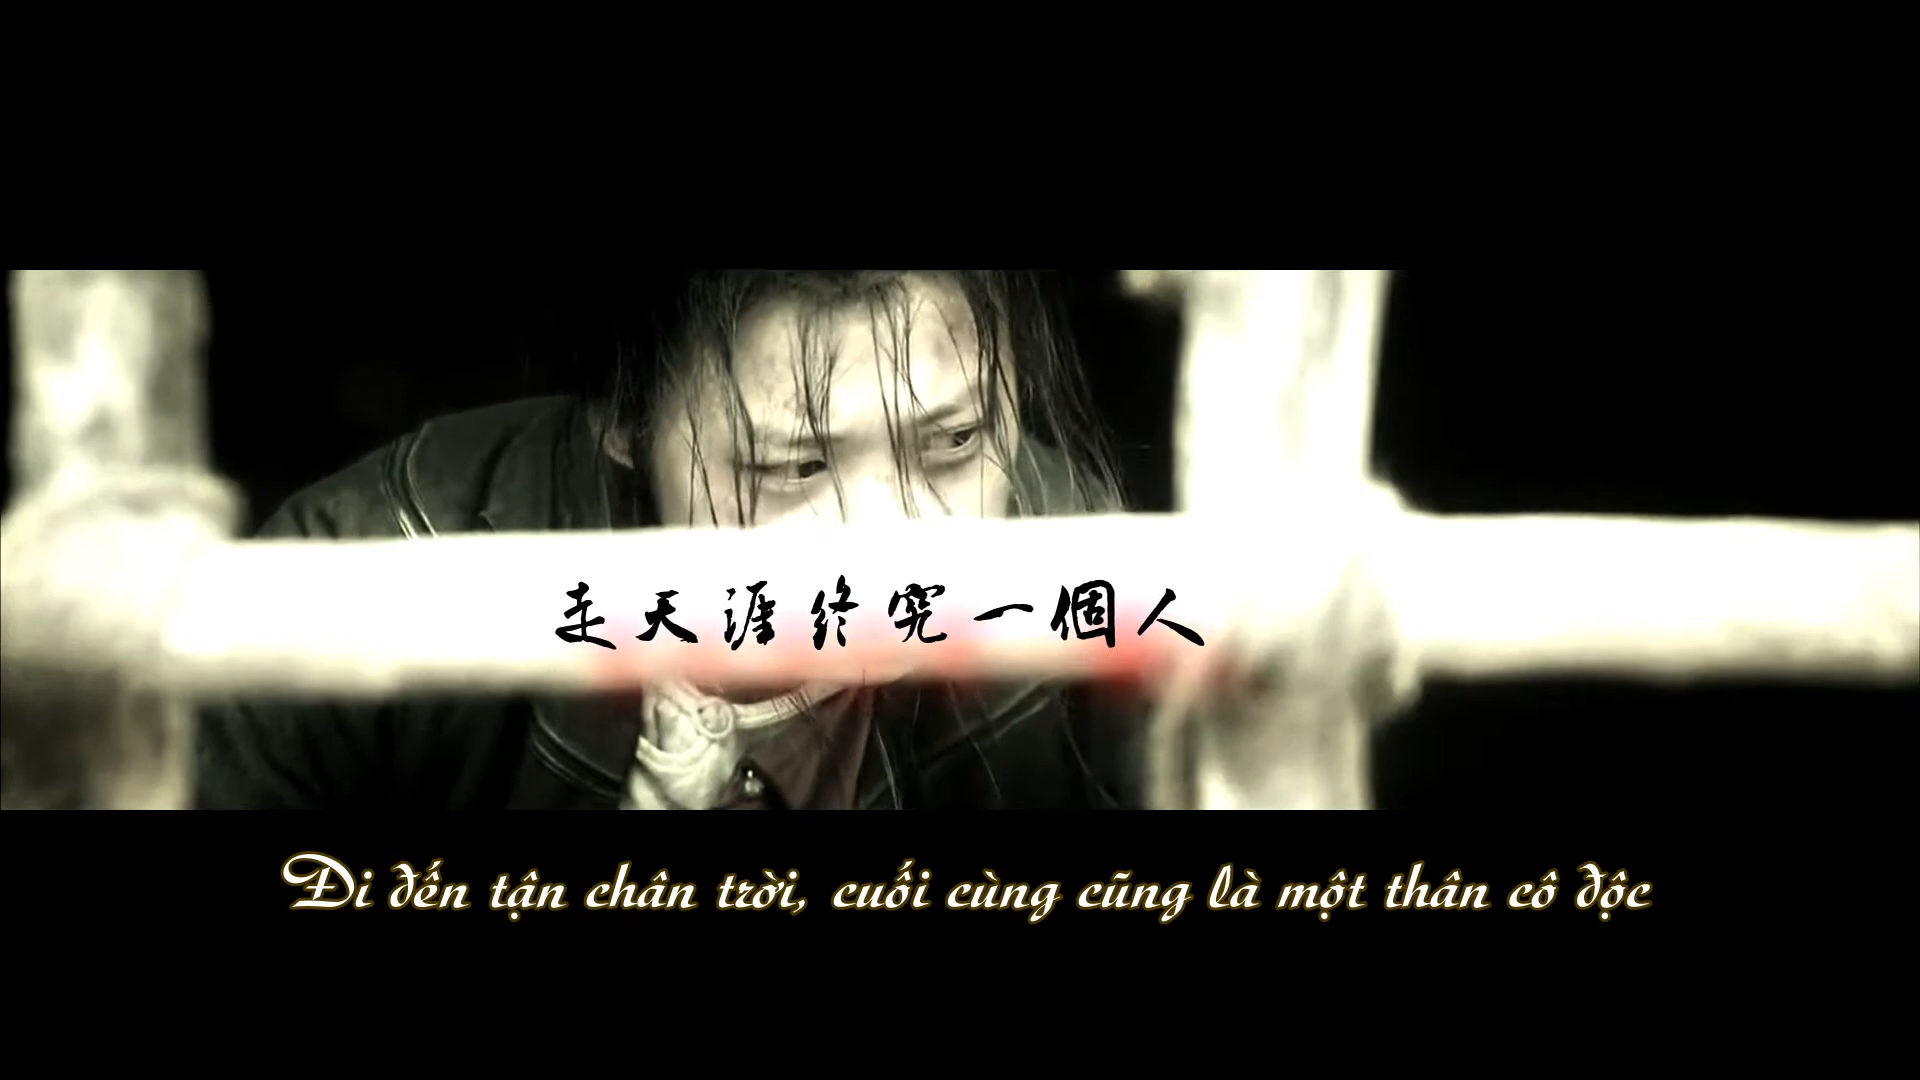 走天涯終究一個人
Đi đến tận chân trời, cuối cùng cũng là một thân cô độc